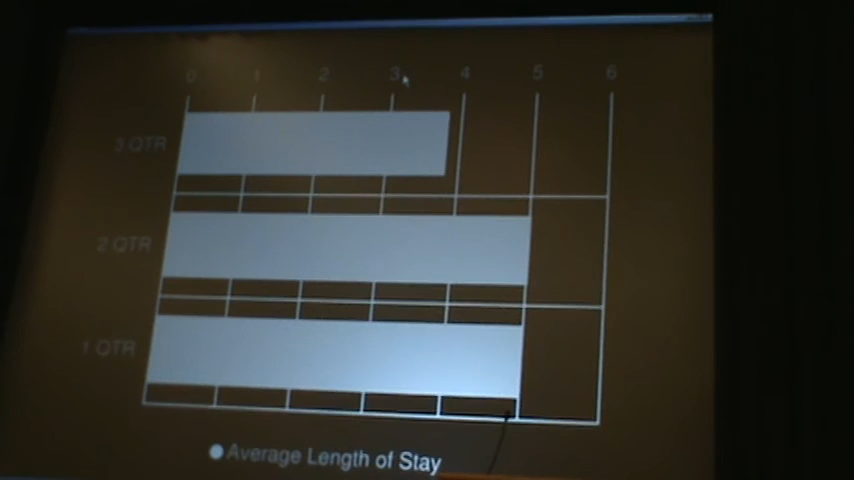 0 1 2 3 4 5 6
3 QTR
2 QTR
1 QTR
Average Length of Stay